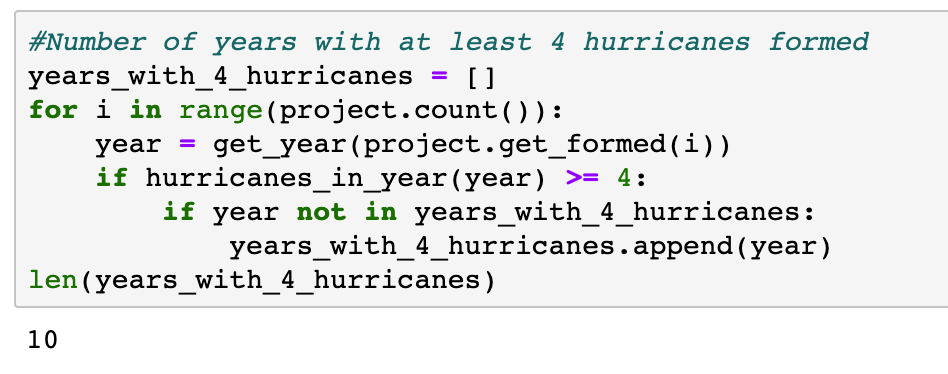 #Number of years with at least 4 hurricanes formed
years_with_4_hurricanes = []
for i in range(project.count()):
    year = get_year(project.get_formed(i))
    if hurricanes_in_year(year) >= 4:
        if year not in years_with_4_hurricanes:
            years_with_4_hurricanes.append(year)
len(years_with_4_hurricanes)
10